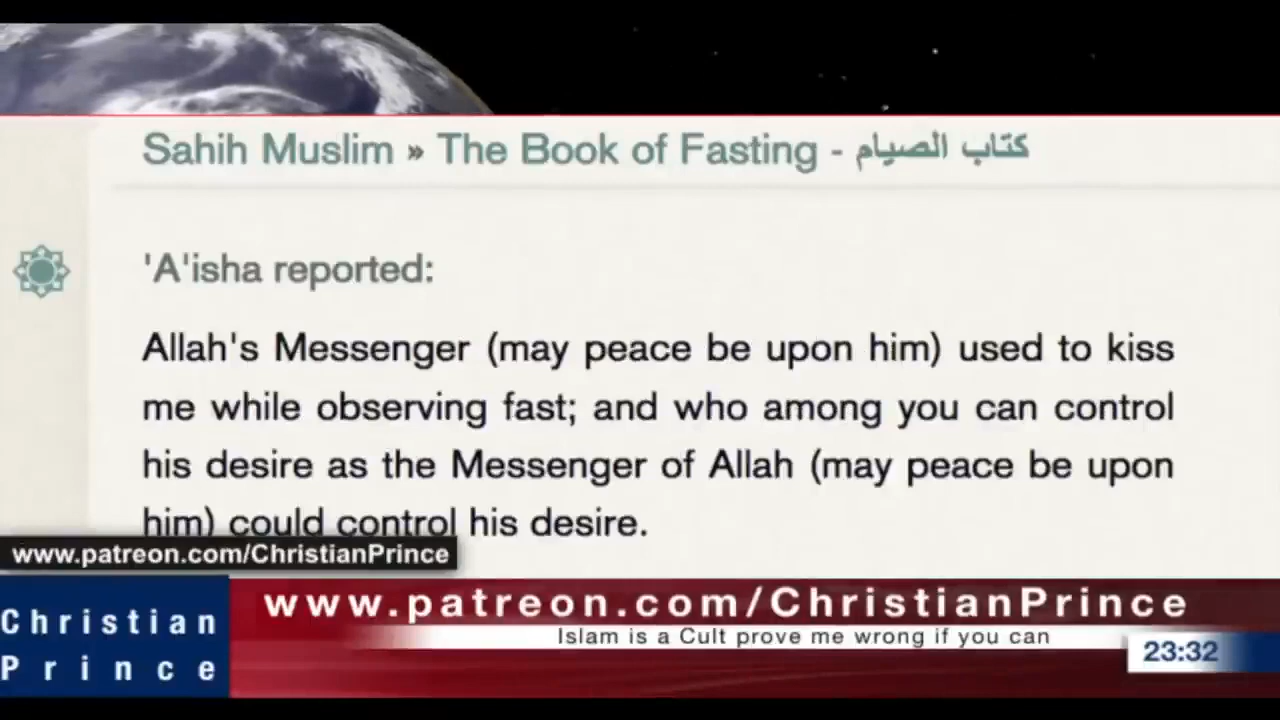 Sahih Muslim » The Book of Fasting - كتاب الصيام
'A'isha reported:
Allah's Messenger (may peace be upon him) used to kiss
me while observing fast; and who among you can control
his desire as the Messenger of Allah (may peace be upon
him) could control his desire.
www.patreon.com/ChristianPrince
www.patreon.com/ChristianPrince
Islam is a Cult prove me wrong if you can
Christian
Prince
23:32